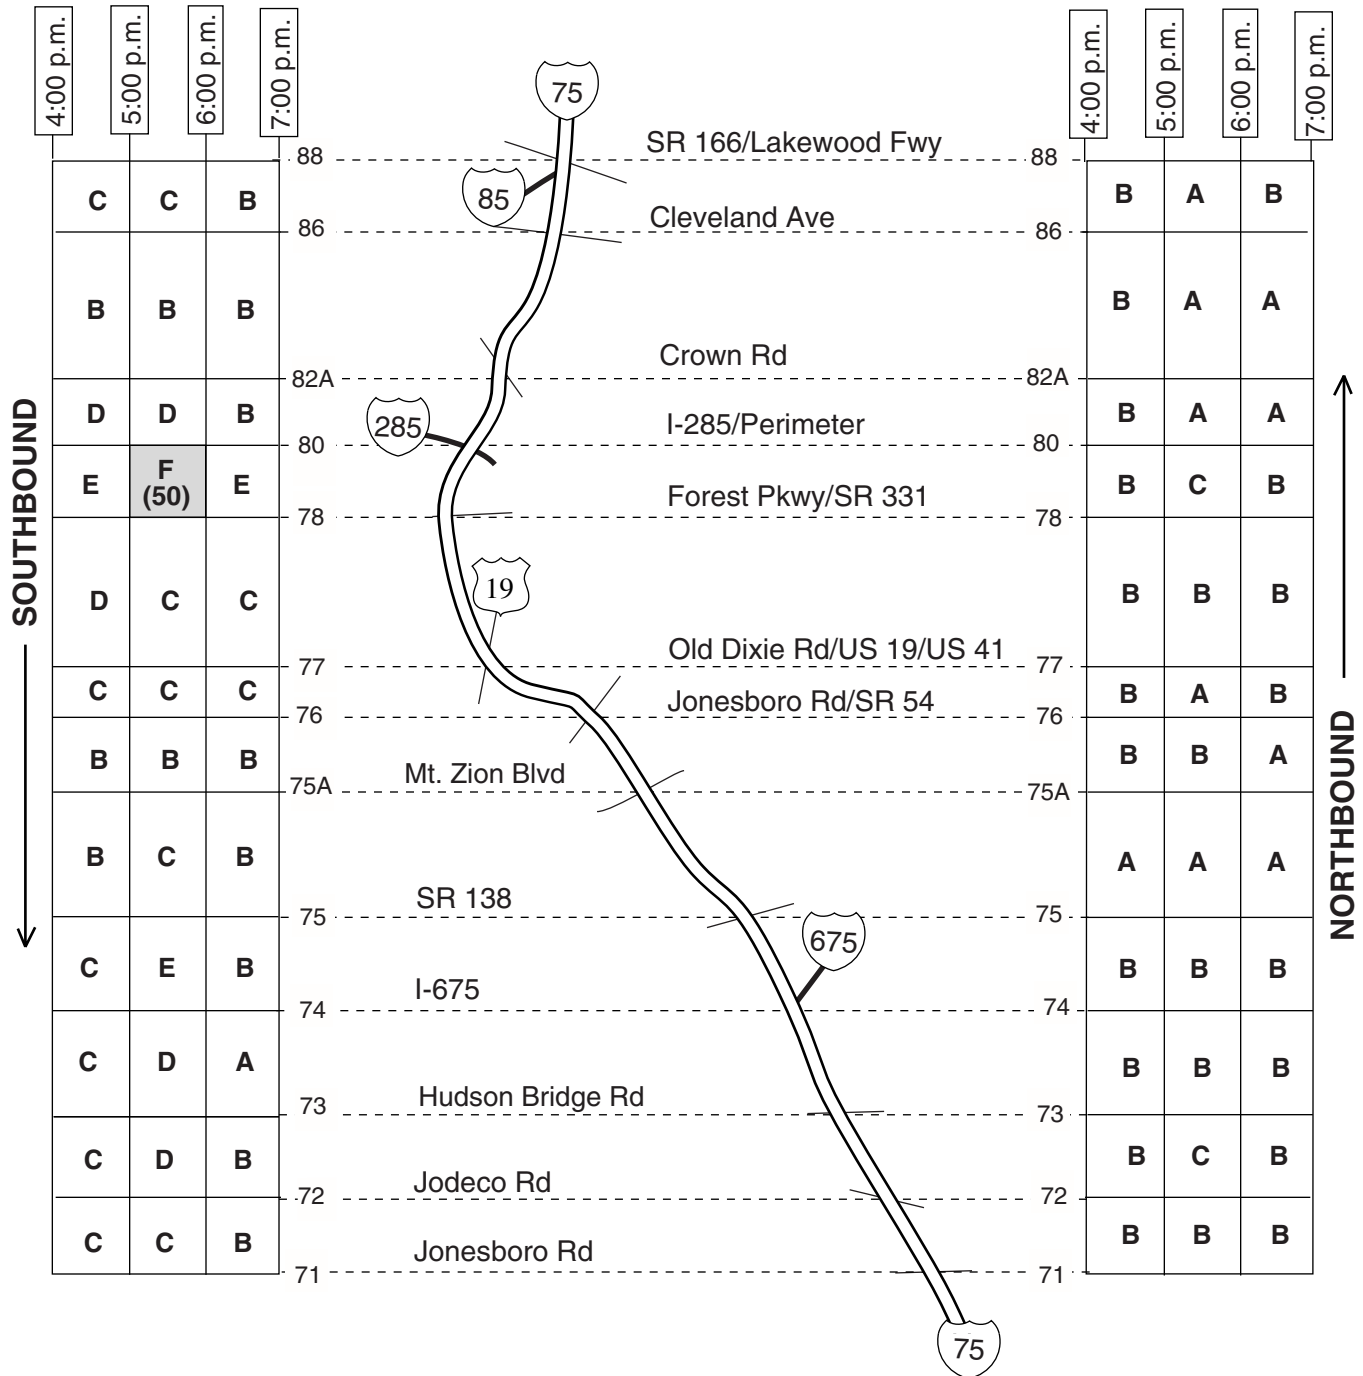 4:00 p.m. 5:00 p.m. 6:00 p.m. 7:00 p.m. 4:00 p.m. 5:00 p.m. 6:00 p.m. 7:00 p.m.
75
88 SR 166/Lakewood Fwy 88
C C B 85 B A B
86 Cleveland Ave 86
B B B B A A
Crown Rd
82A 82A
D D B 285 I-285/Perimeter B A A
80 80
E F (50) E Forest Pkwy/SR 331 B C B
78 78
D C C 19 B B B
Old Dixie Rd/US 19/US 41
77 77
C C C Jonesboro Rd/SR 54 B A B
76 76
B B B Mt. Zion Blvd B B A
75A 75A
B C B A A A
SR 138
75 75
675
C E B I-675 B B B
74 74
C D A B B B
Hudson Bridge Rd
73 73
C D B B C B
Jodeco Rd
72 72
C C B Jonesboro Rd B B B
71 71
75
SOUTHBOUND
NORTHBOUND